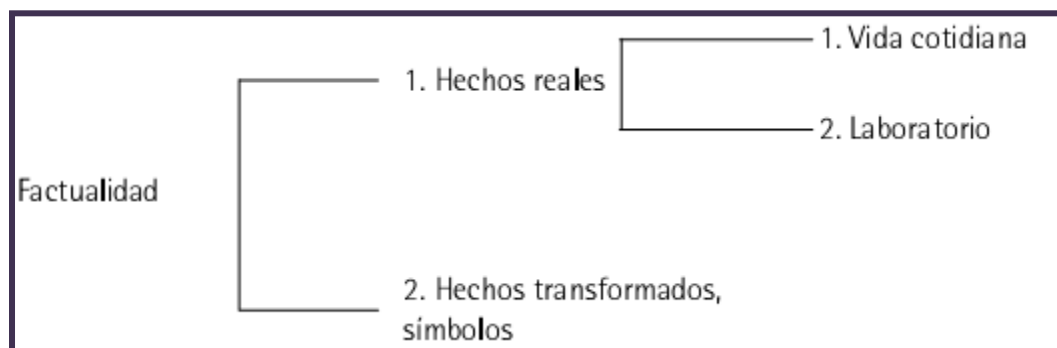 1. Vida cotidiana
1. Hechos reales
2. Laboratorio
Factualidad
2. Hechos transformados,
símbolos